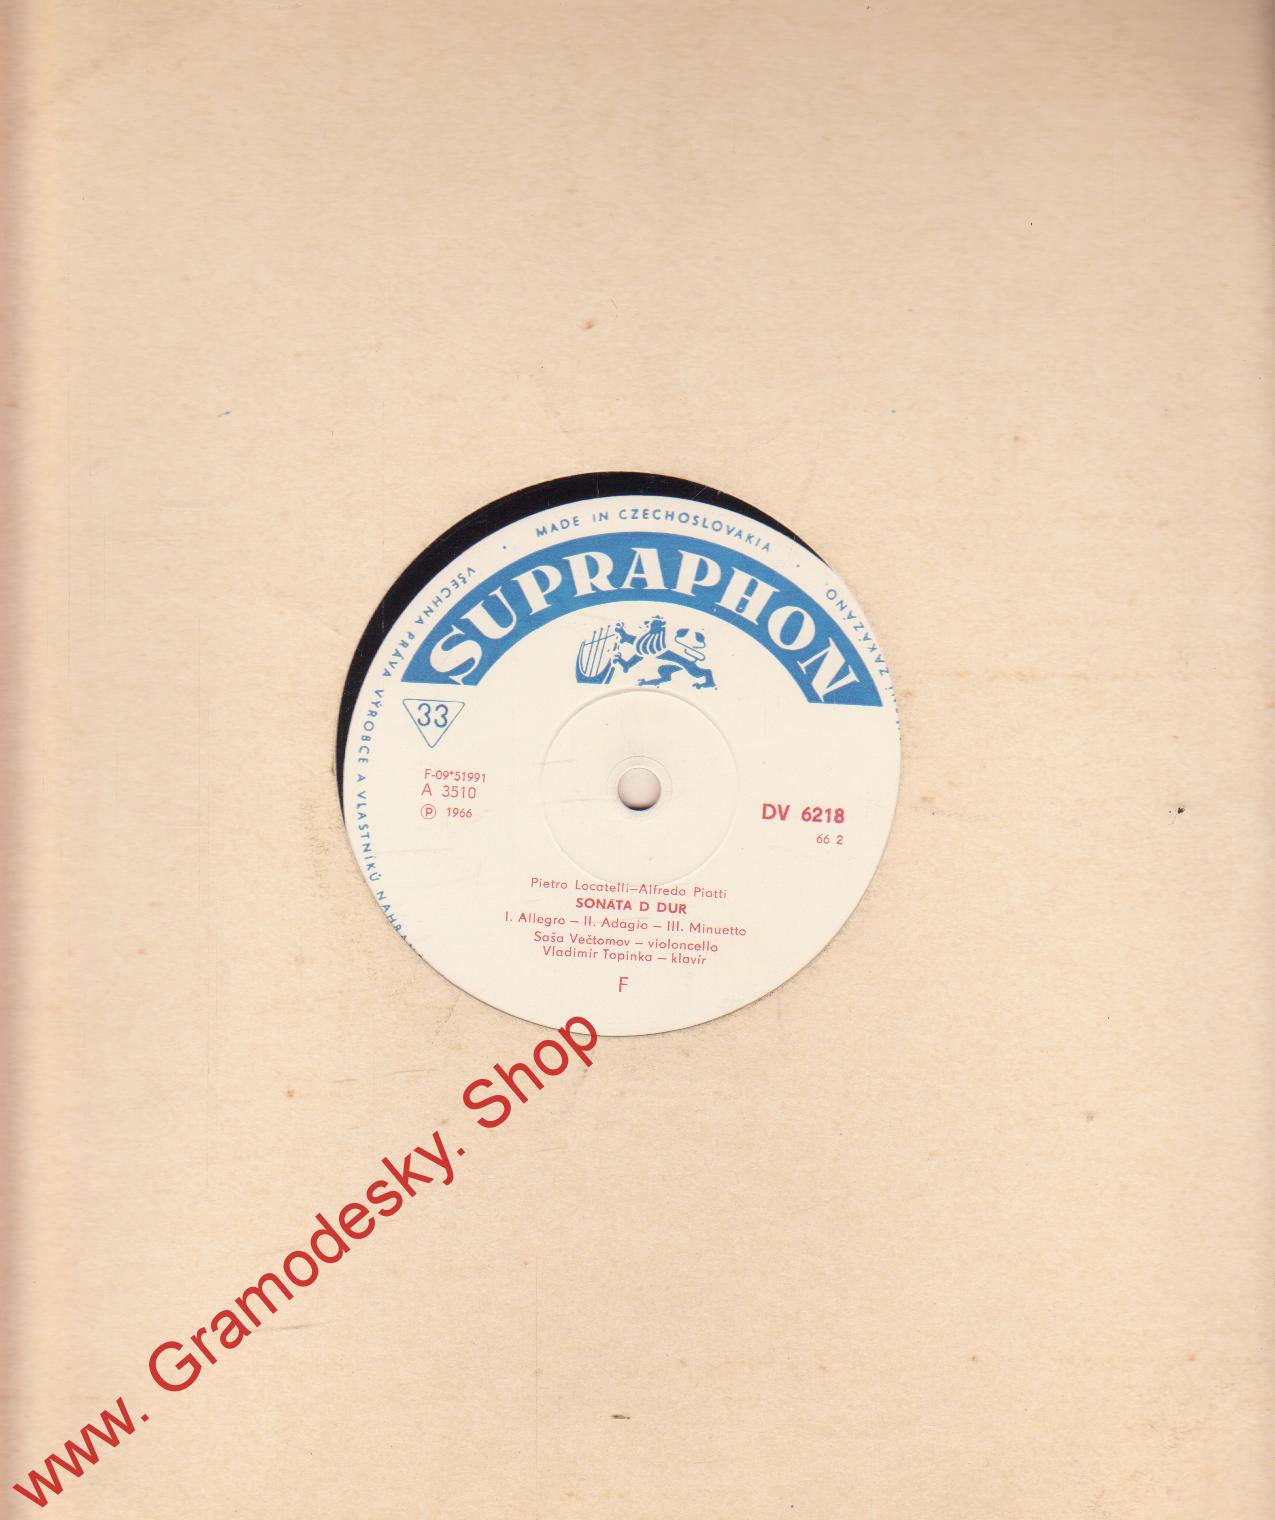 MADE IN CZECHOSLOVAKIA
VŠECHNA PRÁVA VÝROBCE A VLASTNÍKŮ
ZAKÁZÁNO.
SUPRAPHON
33
F-09*51991
A 3510
Ⓟ 1966
DV 6218
66 2
Pietro Locatelli—Alfredo Piatti
SONÁTA D DUR
I. Allegro — II. Adagio — III. Minuetto
Saša Večtomov — violoncello
Vladimír Topinka — klavír
F
www. Gramodesky. Shop